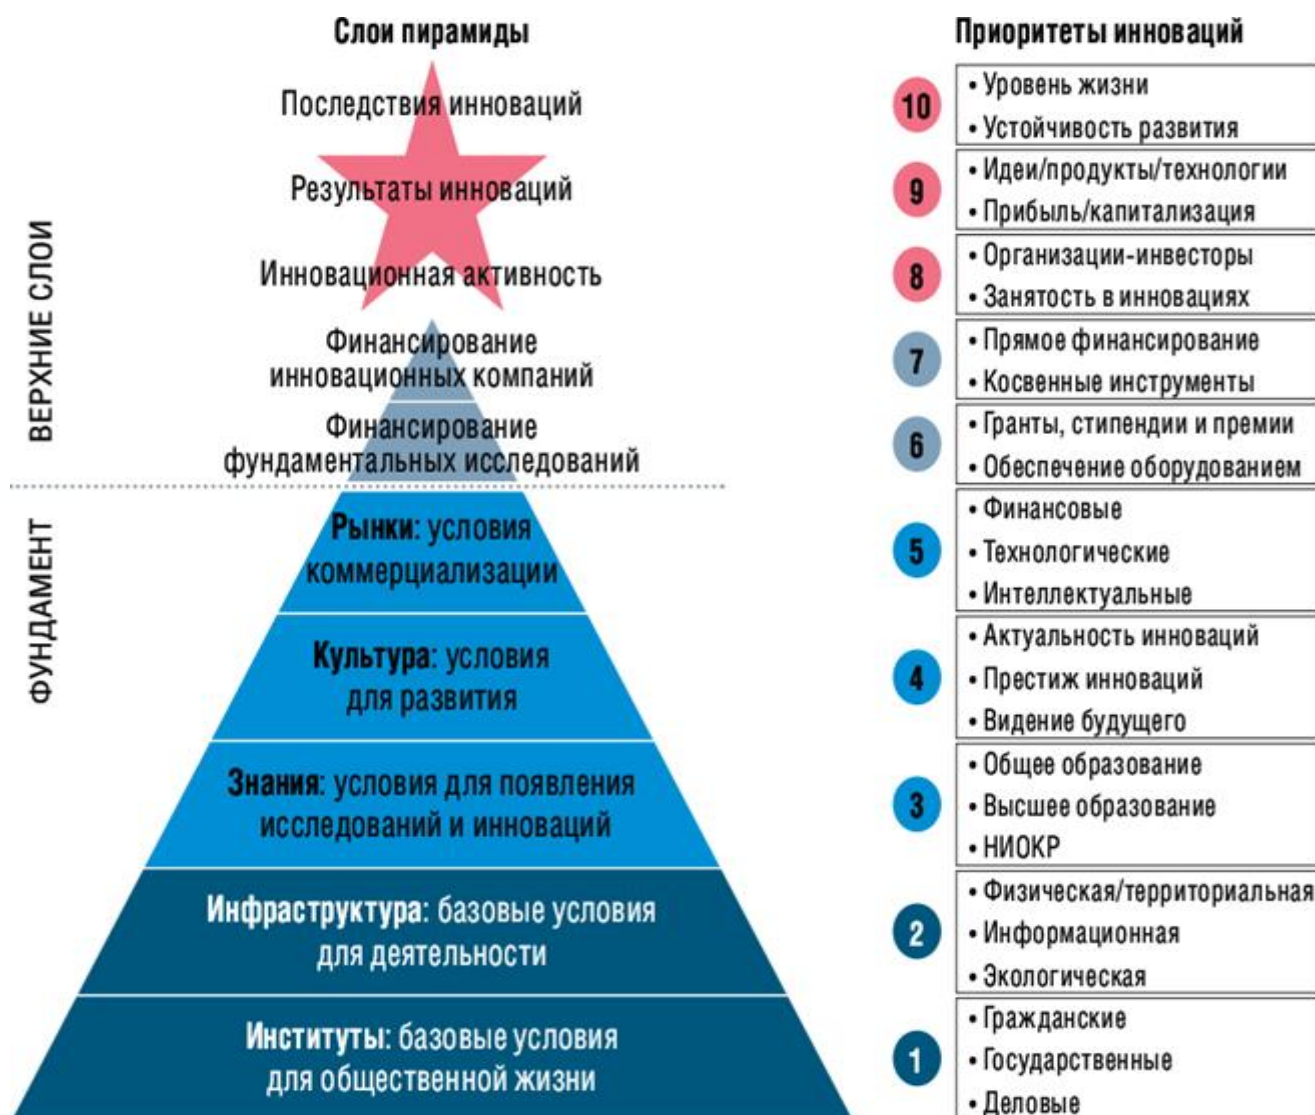 Слои пирамиды
Приоритеты инноваций
ВЕРХНИЕ СЛОИ
Последствия инноваций
10
• Уровень жизни
• Устойчивость развития
Результаты инноваций
9
• Идеи/продукты/технологии
• Прибыль/капитализация
Инновационная активность
8
• Организации-инвесторы
• Занятость в инновациях
Финансирование
инновационных компаний
7
• Прямое финансирование
• Косвенные инструменты
Финансирование
фундаментальных исследований
6
• Гранты, стипендии и премии
• Обеспечение оборудованием
ФУНДАМЕНТ
Рынки: условия
коммерциализации
5
• Финансовые
• Технологические
• Интеллектуальные
Культура: условия
для развития
4
• Актуальность инноваций
• Престиж инноваций
• Видение будущего
Знания: условия для появления
исследований и инноваций
3
• Общее образование
• Высшее образование
• НИОКР
Инфраструктура: базовые условия
для деятельности
2
• Физическая/территориальная
• Информационная
• Экологическая
Институты: базовые условия
для общественной жизни
1
• Гражданские
• Государственные
• Деловые